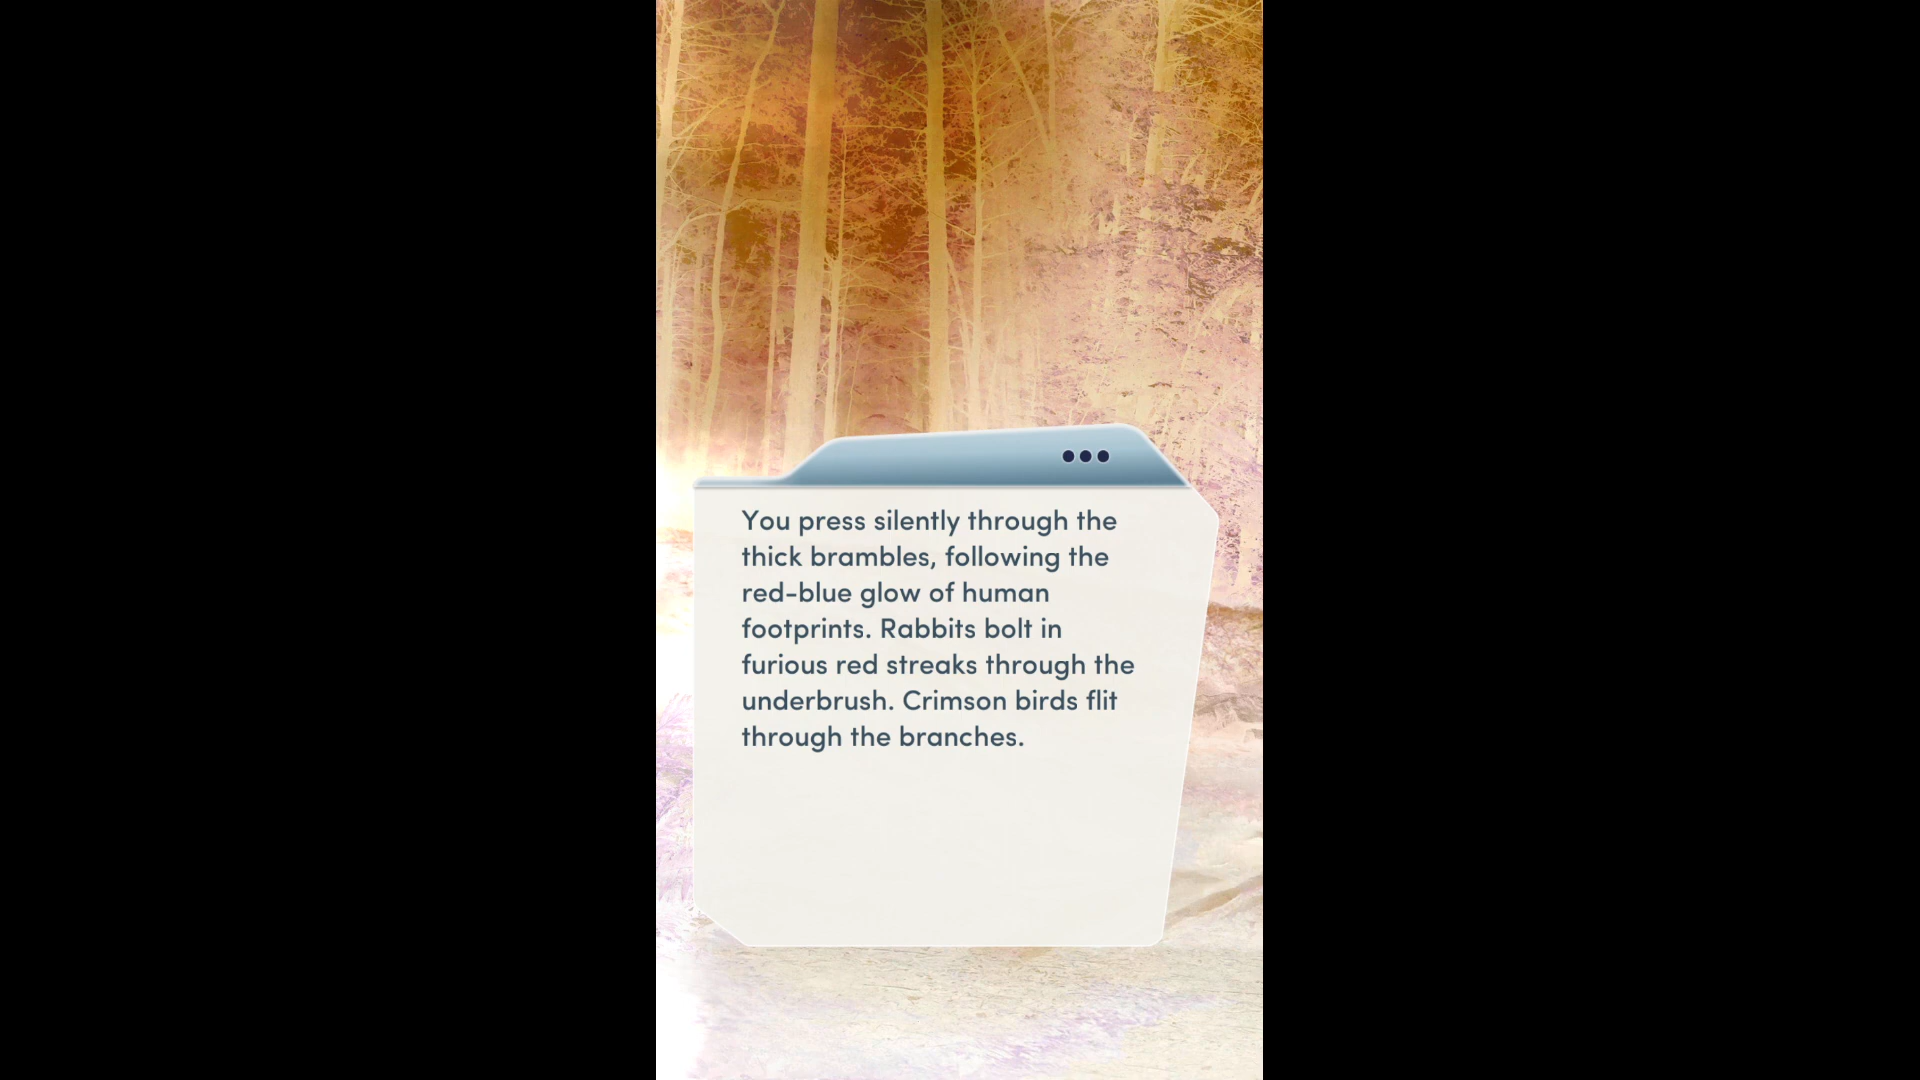 You press silently through the
thick brambles, following the
red-blue glow of human
footprints. Rabbits bolt in
furious red streaks through the
underbrush. Crimson birds flit
through the branches.